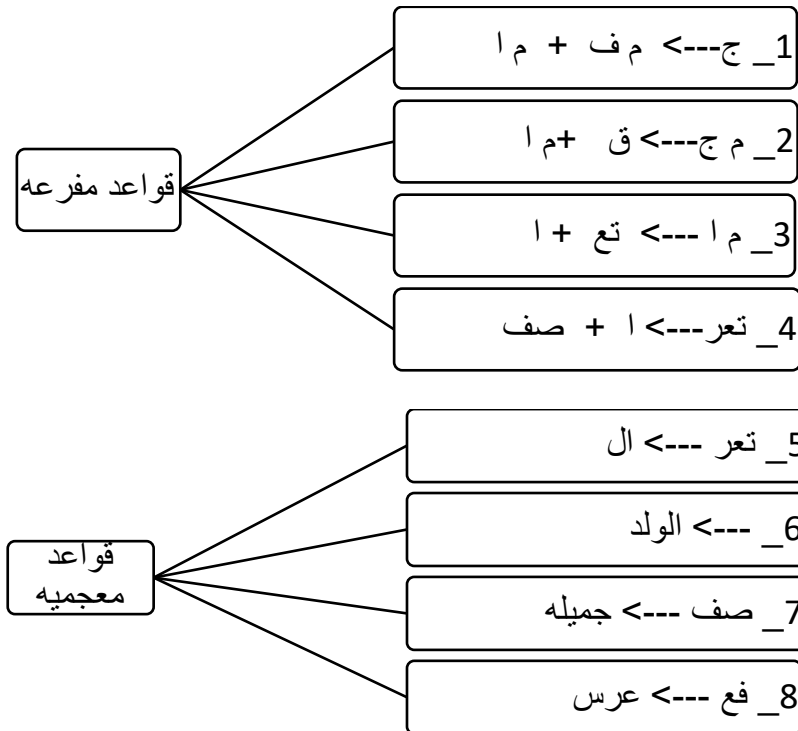 1_ ج---> م ف + م ا
2_ م ج---> ق +م ا
قواعد مفرعه
3_ م ا ---> تع + ا
4_ تعر---> ا + صف
5_ تعر ---> ال
6_ ---> الولد
قواعد
معجميه
7_ صف ---> جميله
8_ فع ---> عرس